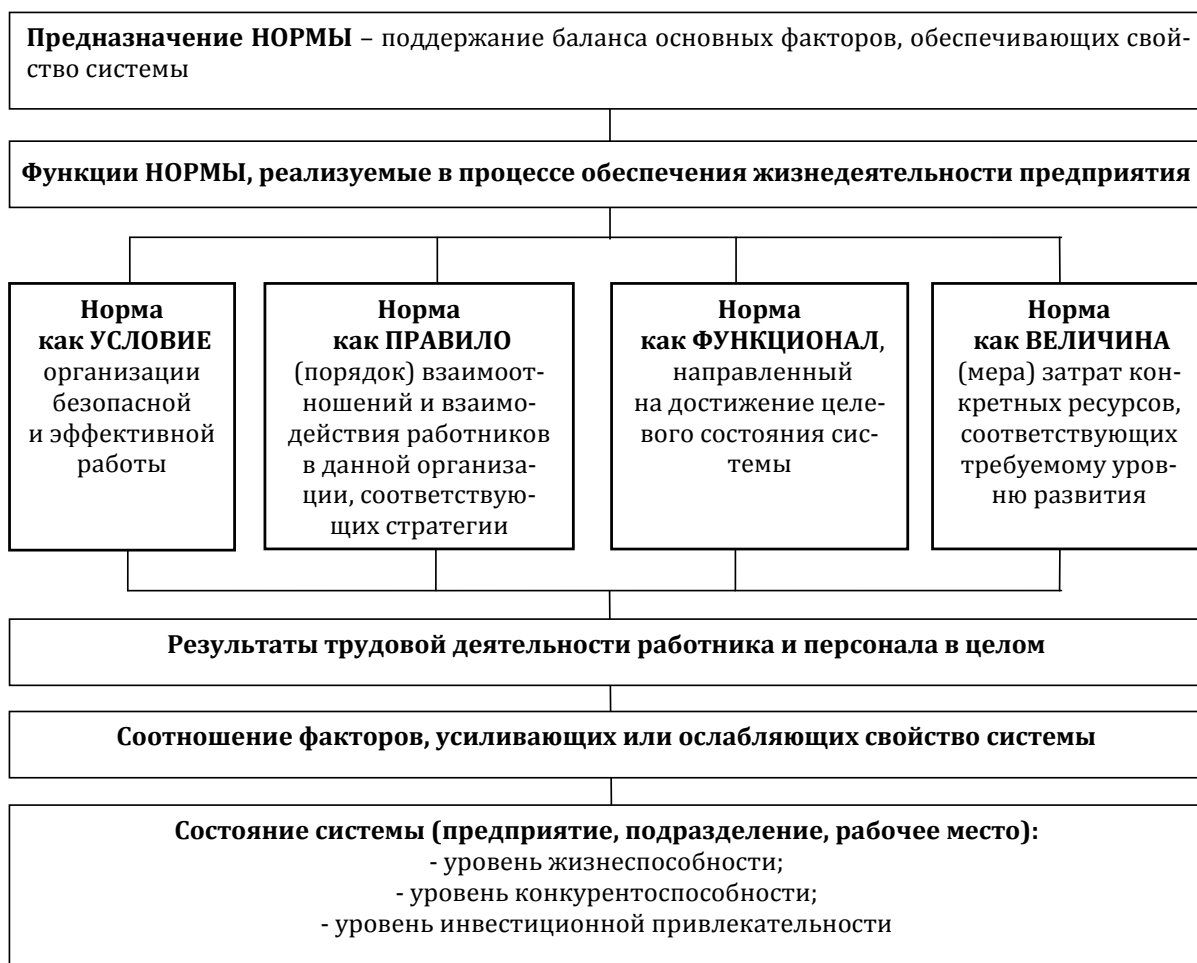 Предназначение НОРМЫ – поддержание баланса основных факторов, обеспечивающих свой-
ство системы
Функции НОРМЫ, реализуемые в процессе обеспечения жизнедеятельности предприятия
Норма
как УСЛОВИЕ
организации
безопасной
и эффективной
работы
Норма
как ПРАВИЛО
(порядок) взаимоот-
ношений и взаимо-
действия работников
в данной организа-
ции, соответствую-
щих стратегии
Норма
как ФУНКЦИОНАЛ,
направленный
на достижение целе-
вого состояния сис-
темы
Норма
как ВЕЛИЧИНА
(мера) затрат кон-
кретных ресурсов,
соответствующих
требуемому уров-
ню развития
Результаты трудовой деятельности работника и персонала в целом
Соотношение факторов, усиливающих или ослабляющих свойство системы
Состояние системы (предприятие, подразделение, рабочее место):
- уровень жизнеспособности;
- уровень конкурентоспособности;
- уровень инвестиционной привлекательности